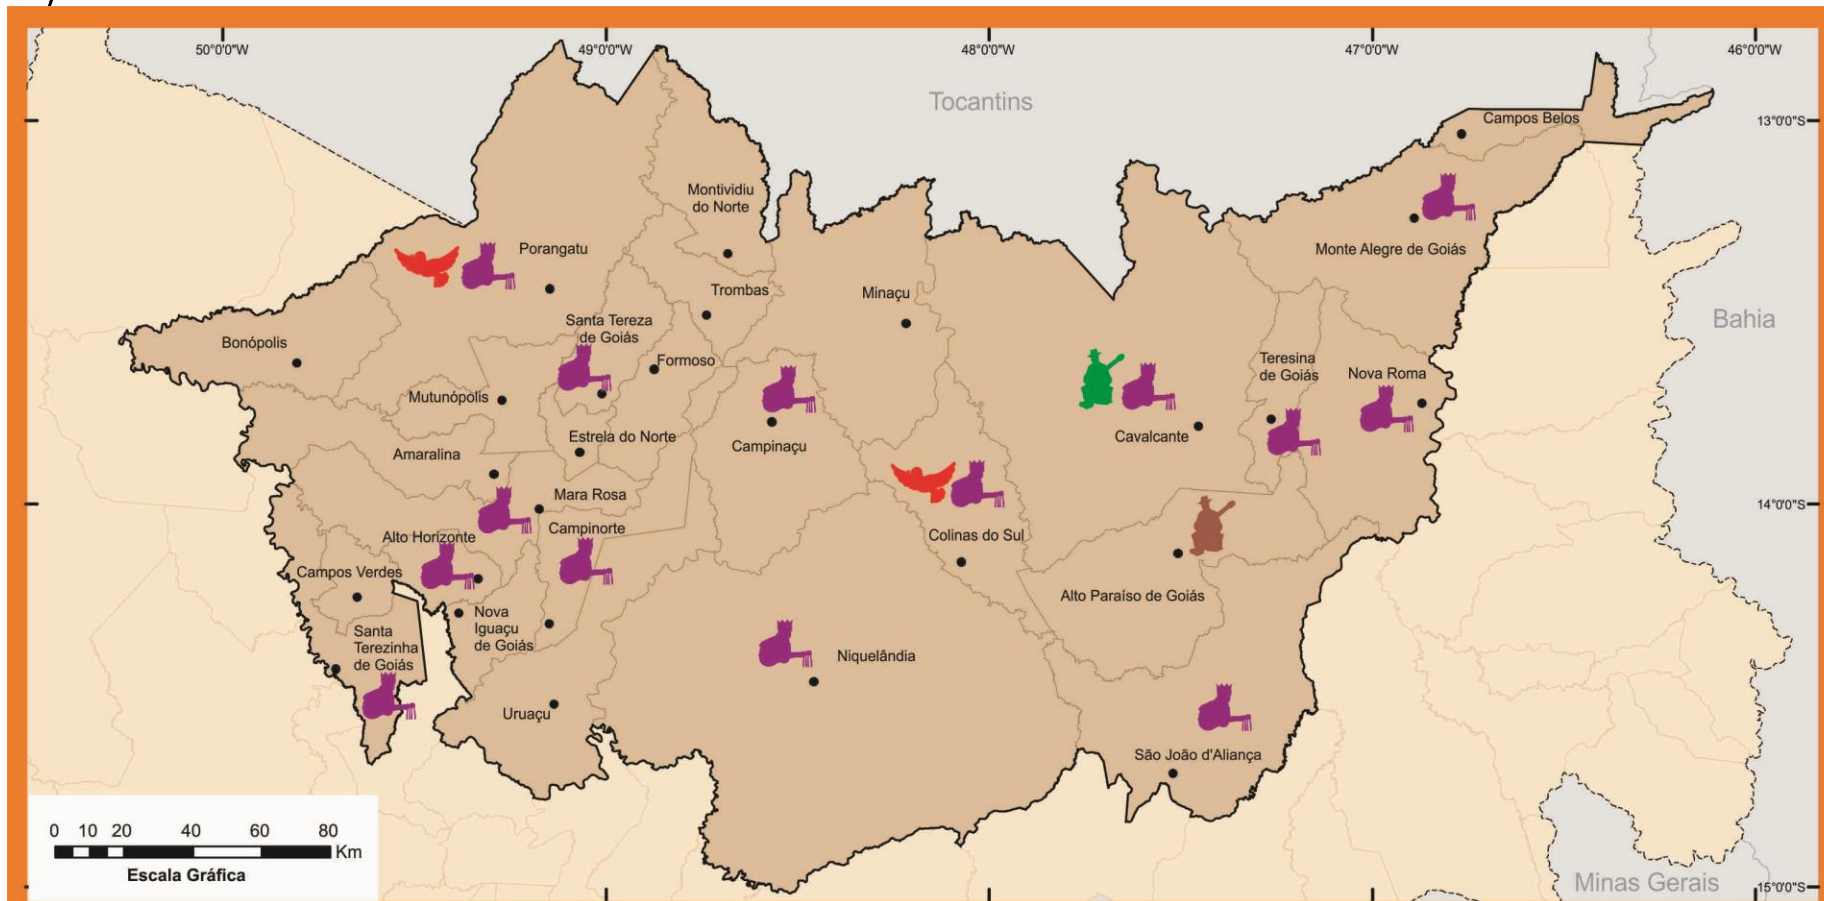 50°0'0"W
49°0'0"W
48°0'0"W
47°0'0"W
46°0'0"W
Tocantins
Campos Belos
13°0'0"S
Montividiu
do Norte
Porangatu
Monte Alegre de Goiás
Trombas
Minaçu
Bahia
Santa Tereza
de Goiás
Bonópolis
Formoso
Teresina
de Goiás
Nova Roma
Mutunópolis
Estrela do Norte
Campinaçu
Cavalcante
Amaralina
Mara Rosa
14°0'0"S
Campinorte
Alto Horizonte
Colinas do Sul
Campos Verdes
Alto Paraíso de Goiás
Nova
Iguaçu
de Goiás
Santa
Terezinha
de Goiás
Niquelândia
Uruaçu
São João d'Aliança
0 10 20 40 60 80
Km
Escala Gráfica
Minas Gerais
15°0'0"S